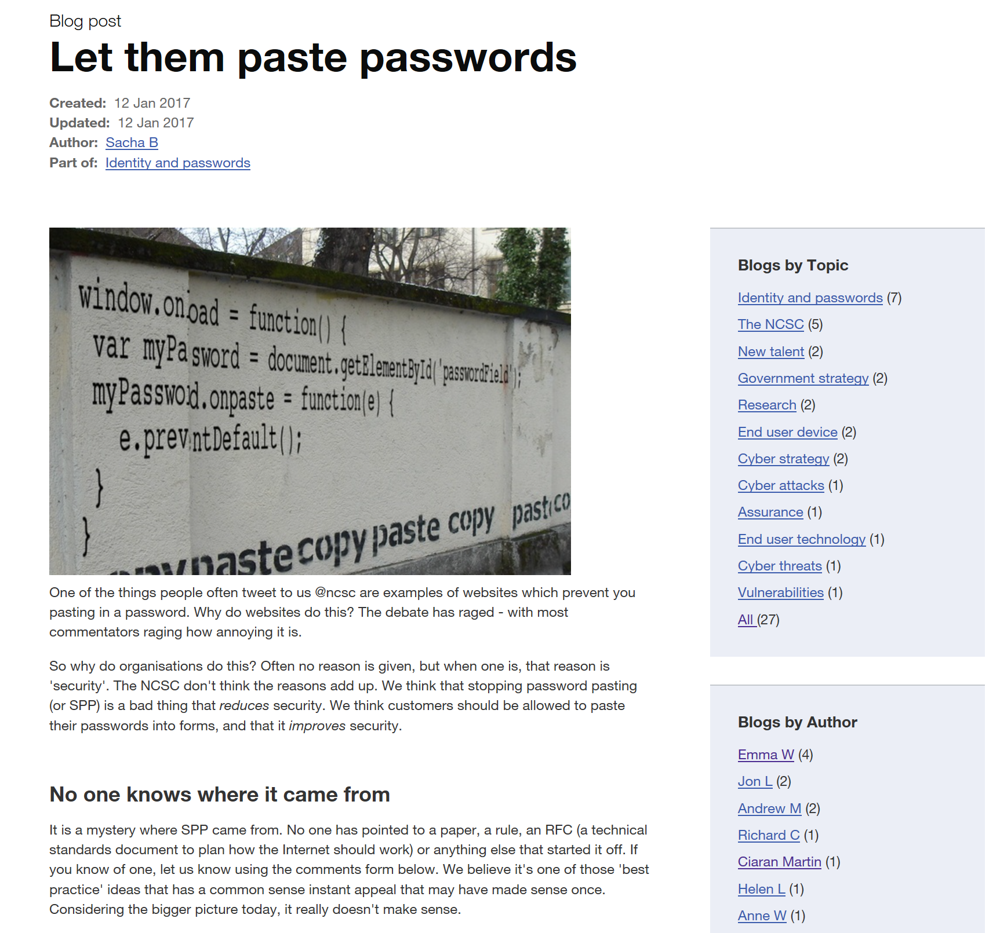 Blog post
Let them paste passwords
Created: 12 Jan 2017
Updated: 12 Jan 2017
Author: Sacha B
Part of: Identity and passwords
window.onload = function() {
var myPasword = document.getElementById('passwordField');
myPasswod.onpaste = function(e) {
e.preventDefault();
}
}
paste copy paste copy paste co
One of the things people often tweet to us @ncsc are examples of websites which prevent you
pasting in a password. Why do websites do this? The debate has raged - with most
commentators raging how annoying it is.
So why do organisations do this? Often no reason is given, but when one is, that reason is
'security'. The NCSC don't think the reasons add up. We think that stopping password pasting
(or SPP) is a bad thing that reduces security. We think customers should be allowed to paste
their passwords into forms, and that it improves security.
No one knows where it came from
It is a mystery where SPP came from. No one has pointed to a paper, a rule, an RFC (a technical
standards document to plan how the Internet should work) or anything else that started it off. If
you know of one, let us know using the comments form below. We believe it's one of those 'best
practice' ideas that has a common sense instant appeal that may have made sense once.
Considering the bigger picture today, it really doesn't make sense.
Blogs by Topic
Identity and passwords (7)
The NCSC (5)
New talent (2)
Government strategy (2)
Research (2)
End user device (2)
Cyber strategy (2)
Cyber attacks (1)
Assurance (1)
End user technology (1)
Cyber threats (1)
Vulnerabilities (1)
All (27)
Blogs by Author
Emma W (4)
Jon L (2)
Andrew M (2)
Richard C (1)
Ciaran Martin (1)
Helen L (1)
Anne W (1)